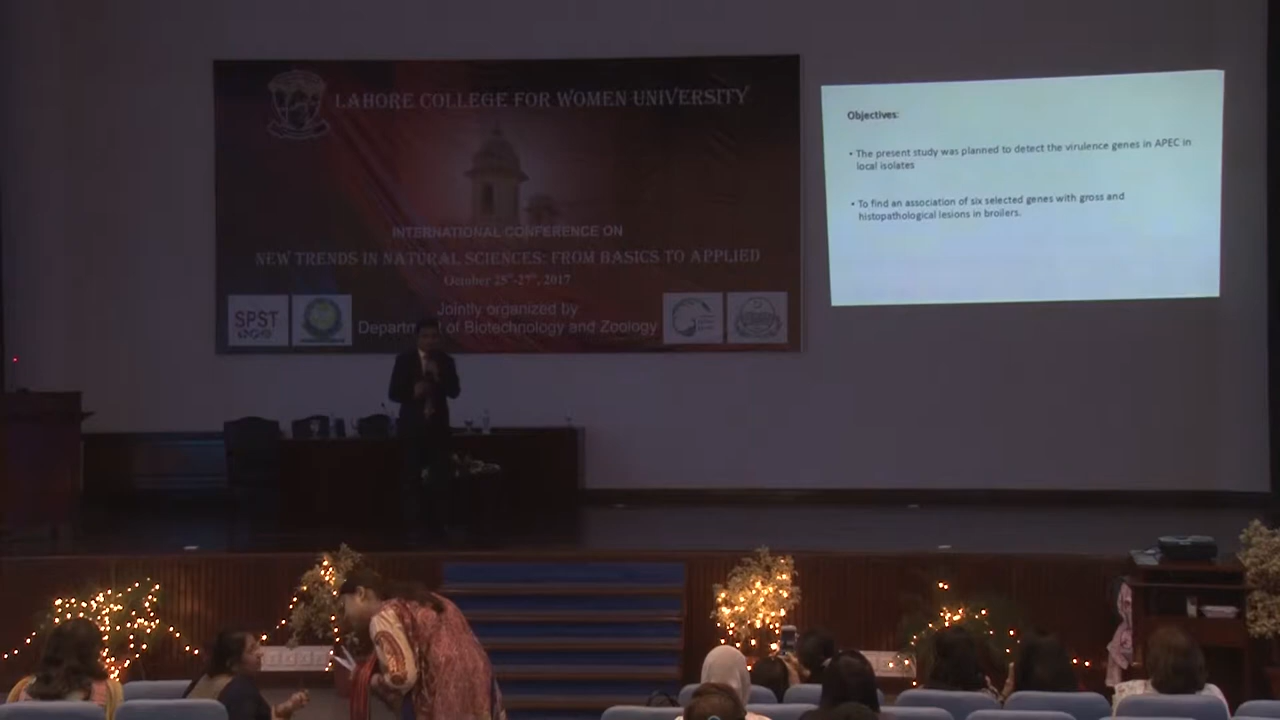 LAHORE COLLEGE FOR WOMEN UNIVERSITY
INTERNATIONAL CONFERENCE ON
NEW TRENDS IN NATURAL SCIENCES: FROM BASICS TO APPLIED
October 25th-27th, 2017
Jointly organized by
Department of Biotechnology and Zoology
SPST
Objectives:
• The present study was planned to detect the virulence genes in APEC in
local isolates
• To find an association of six selected genes with gross and
histopathological lesions in broilers.